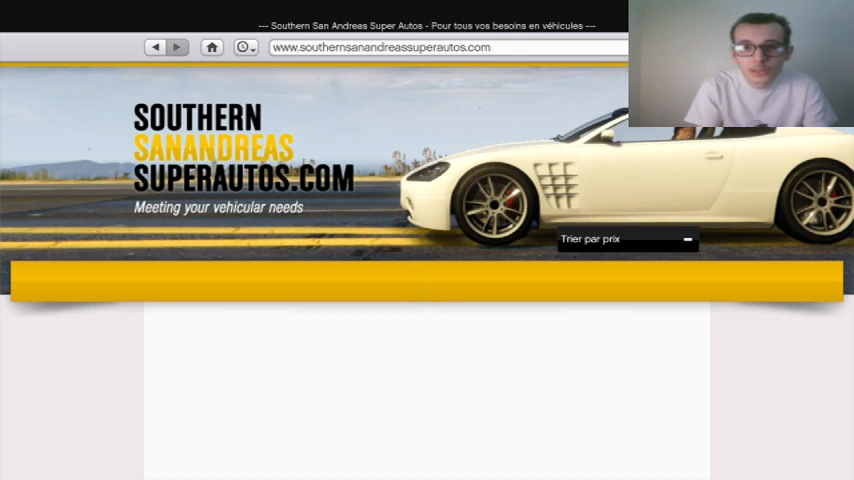 --- Southern San Andreas Super Autos - Pour tous vos besoins en véhicules ---
www.southernsanandreassuperautos.com
SOUTHERN
SANANDREAS
SUPERAUTOS.COM
Meeting your vehicular needs
Trier par prix